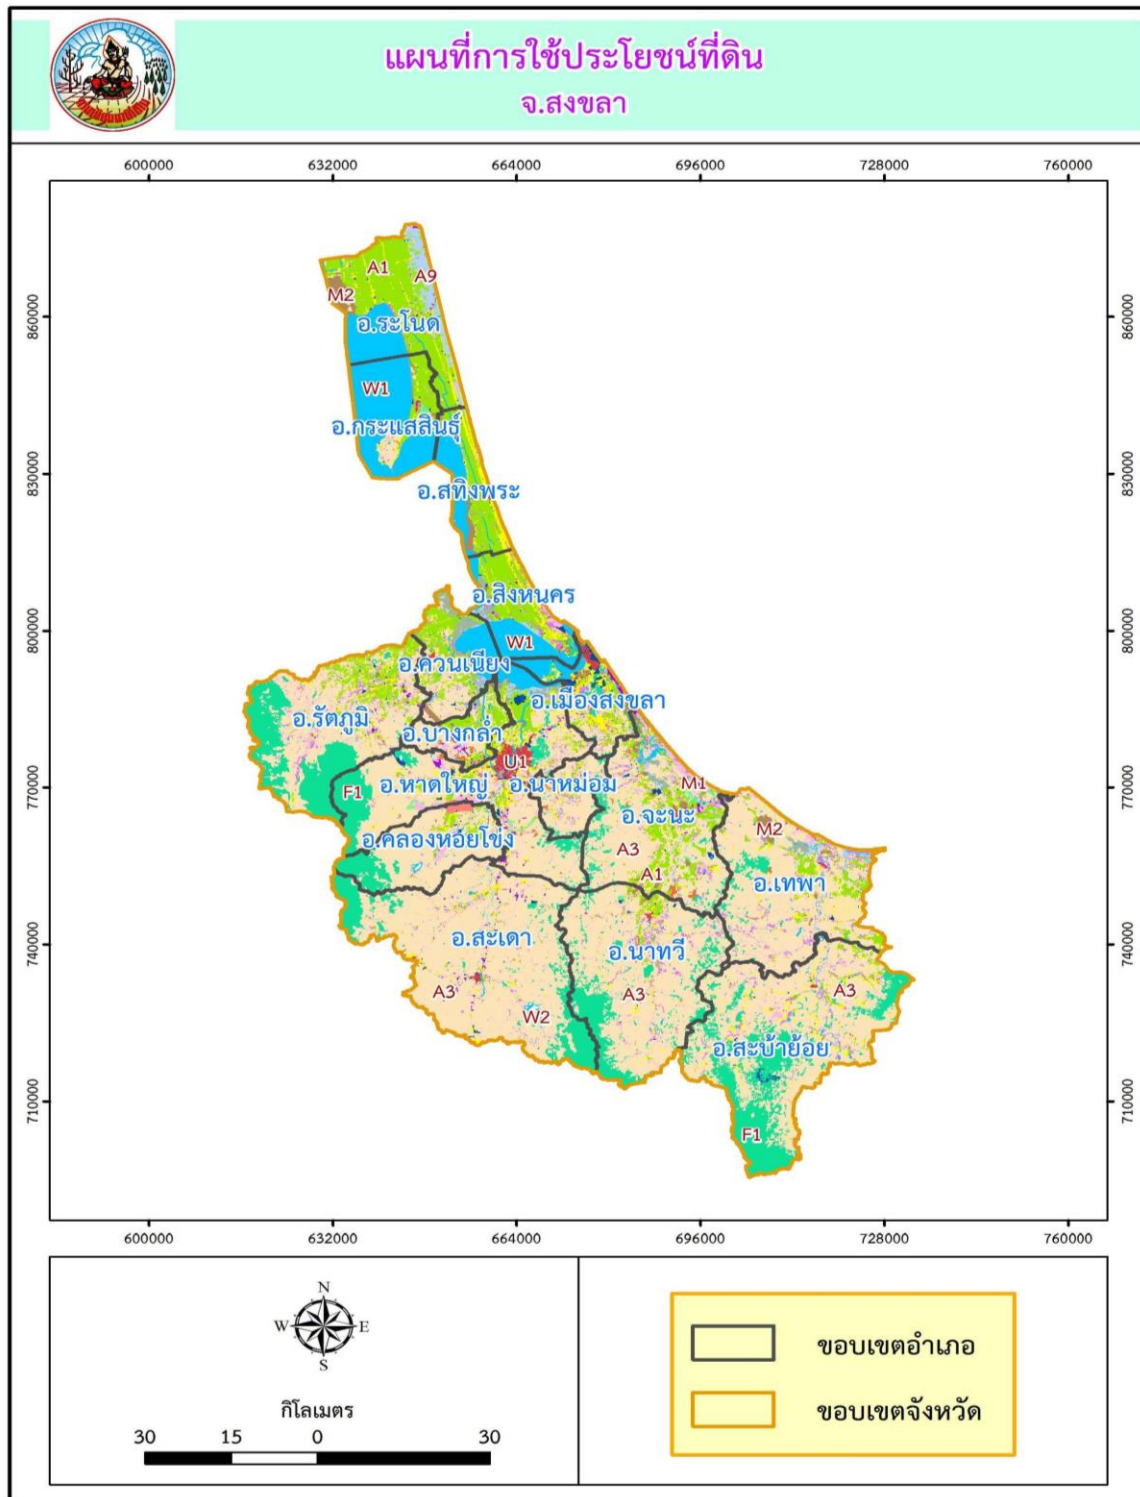 แผนที่การใช้ประโยชน์ที่ดิน
จ.สงขลา
600000 632000 664000 696000 728000 760000
A1
A9
M2
860000 860000
อ.ระโนด
W1
อ.กระแสสินธุ์
830000 830000
อ.สทิงพระ
อ.สิงหนคร
800000 800000
W1
อ.ควนเนียง
อ.เมืองสงขลา
อ.รัตภูมิ
อ.บางกล่ำ
U1
770000 770000
F1
อ.หาดใหญ่
อ.นาหม่อม
M1
อ.จะนะ
M2
อ.คลองหอยโข่ง
A3
A1
อ.เทพา
740000 740000
อ.สะเดา
อ.นาทวี
A3
A3
A3
W2
อ.สะบ้าย้อย
710000 710000
F1
600000 632000 664000 696000 728000 760000
N
W E
S
กิโลเมตร
30 15 0 30
ขอบเขตอำเภอ
ขอบเขตจังหวัด